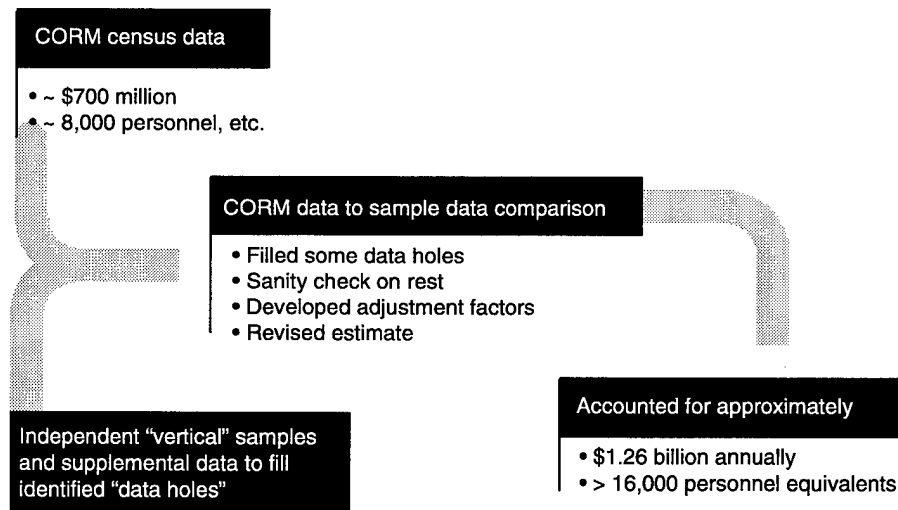 CORM census data
• ~ $700 million
• ~ 8,000 personnel, etc.
CORM data to sample data comparison
• Filled some data holes
• Sanity check on rest
• Developed adjustment factors
• Revised estimate
Independent “vertical” samples
and supplemental data to fill
identified “data holes”
Accounted for approximately
• $1.26 billion annually
• > 16,000 personnel equivalents